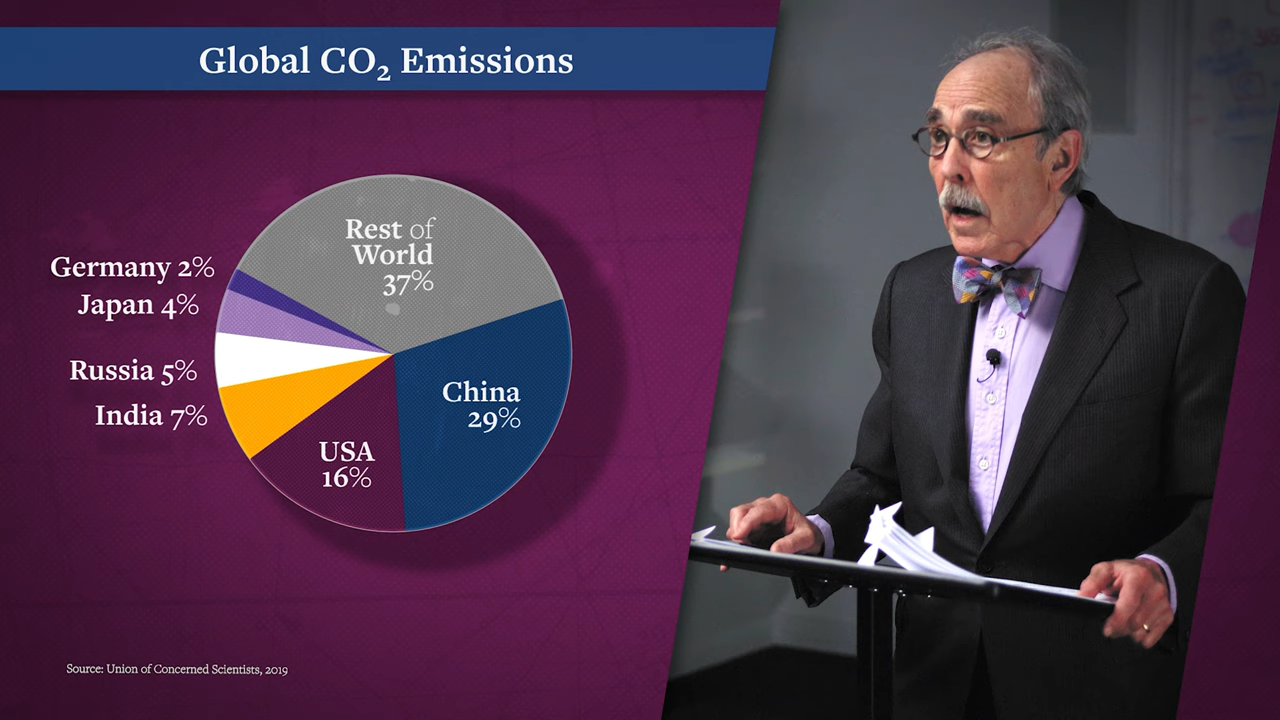 Global CO₂ Emissions
Rest of
World
37%
Germany 2%
Japan 4%
Russia 5%
India 7%
China
29%
USA
16%
Source: Union of Concerned Scientists, 2019